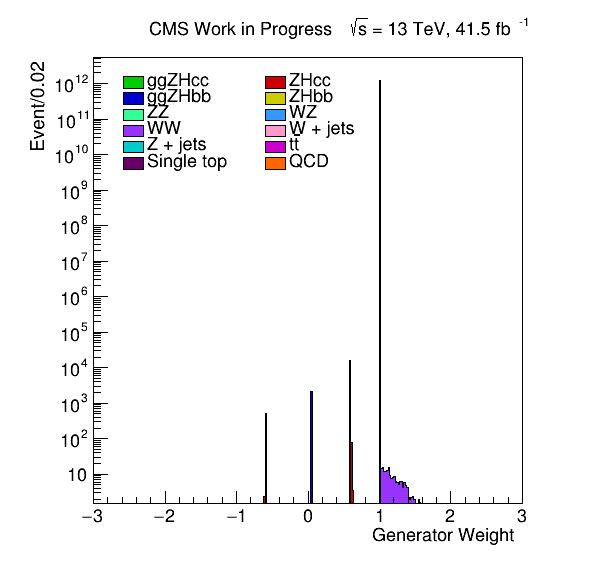 CMS Work in Progress √s = 13 TeV, 41.5 fb⁻¹
Event/0.02
10¹²
10¹¹
10¹⁰
10⁹
10⁸
10⁷
10⁶
10⁵
10⁴
10³
10²
10
ggZHcc ZHcc
ggZHbb ZHbb
ZZ WZ
WW W + jets
Z + jets tt̄
Single top QCD
−3 −2 −1 0 1 2 3
Generator Weight